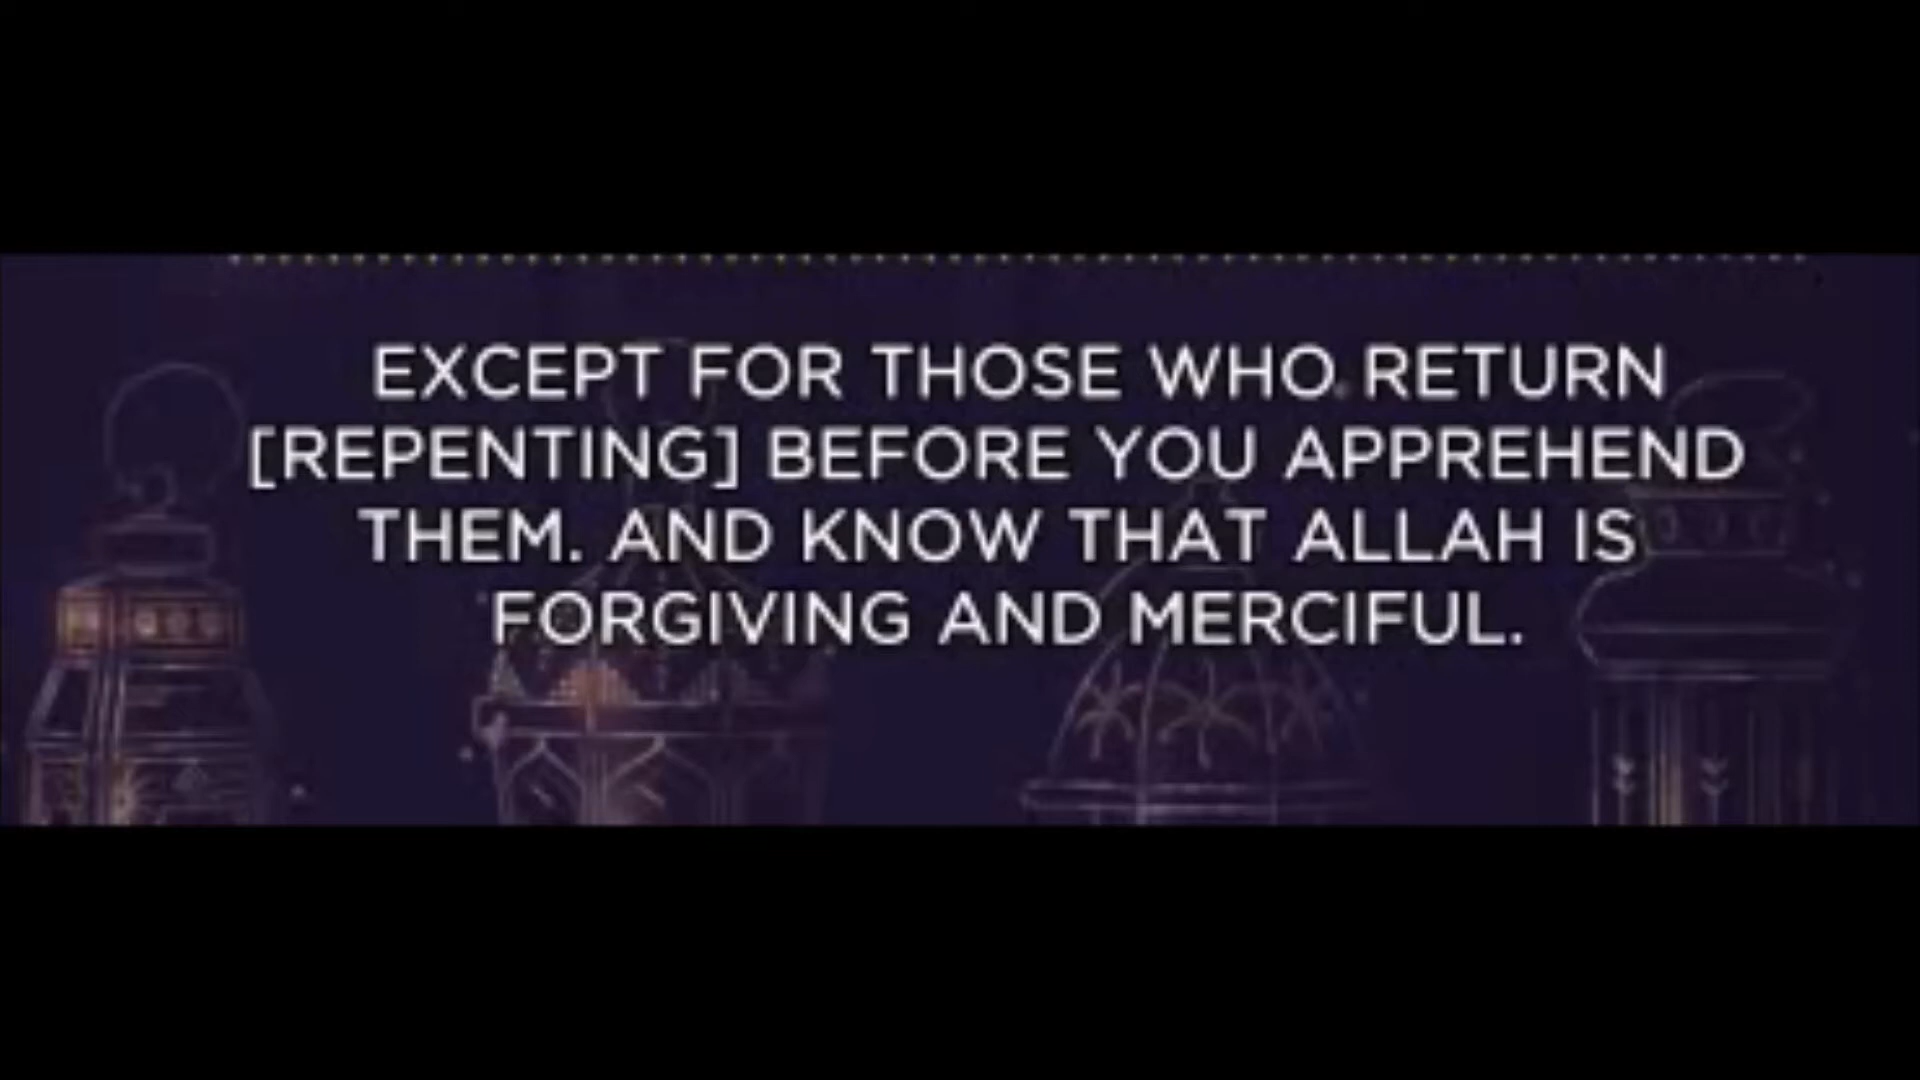 EXCEPT FOR THOSE WHO RETURN
[REPENTING] BEFORE YOU APPREHEND
THEM. AND KNOW THAT ALLAH IS
FORGIVING AND MERCIFUL.